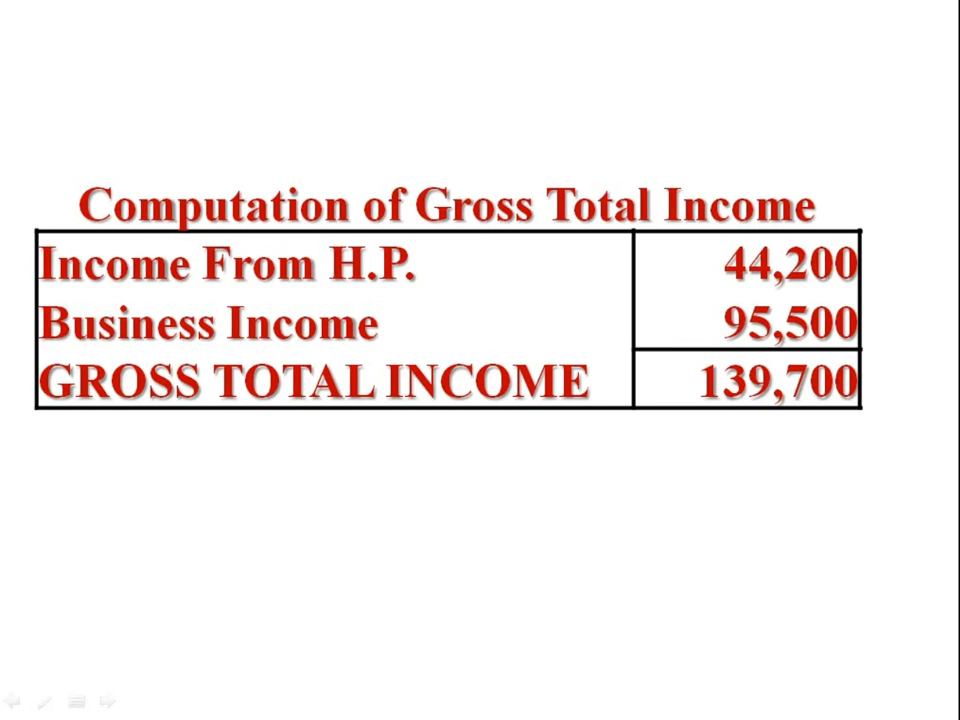 Computation of Gross Total Income
Income From H.P. 44,200
Business Income 95,500
GROSS TOTAL INCOME 139,700